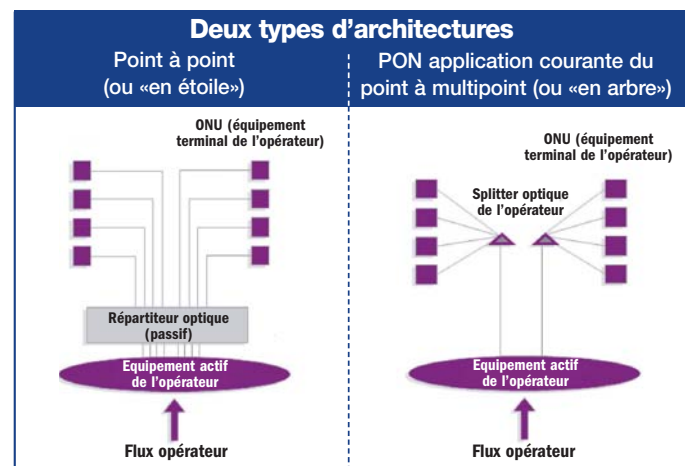 Deux types d'architectures
Point à point
(ou «en étoile»)
ONU (équipement
terminal de l'opérateur)
Répartiteur optique
(passif)
Equipement actif
de l'opérateur
Flux opérateur
PON application courante du
point à multipoint (ou «en arbre»)
ONU (équipement
terminal de l'opérateur)
Splitter optique
de l'opérateur
Equipement actif
de l'opérateur
Flux opérateur